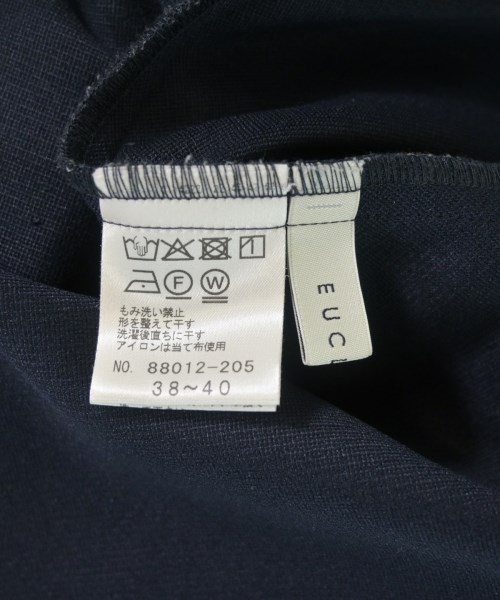 F W
もみ洗い禁止
形を整えて干す
洗濯後直ちに干す
アイロンは当て布使用
NO. 88012-205
38～40
EUC